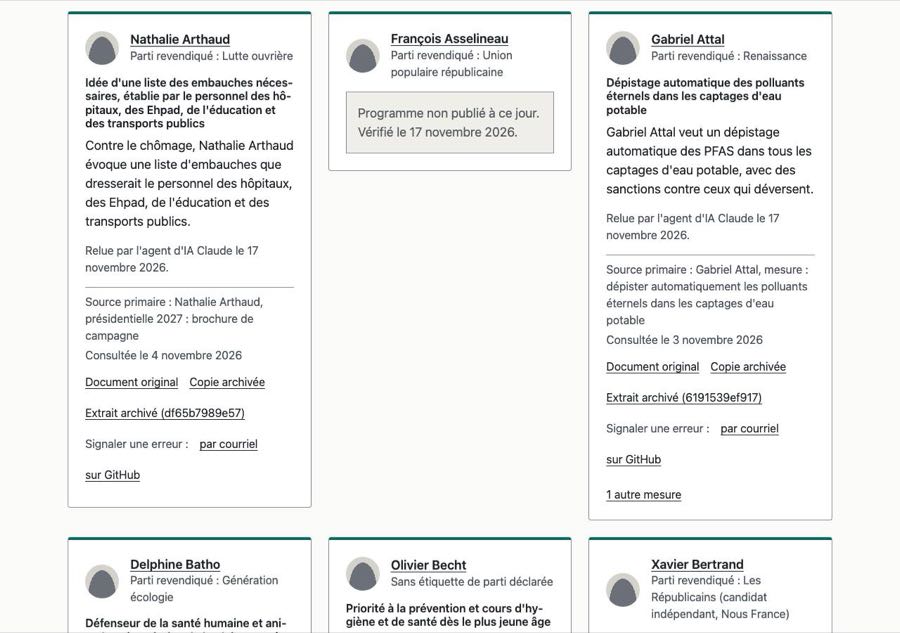 Nathalie Arthaud
Parti revendiqué : Lutte ouvrière
Idée d'une liste des embauches néces-
saires, établie par le personnel des hô-
pitaux, des Ehpad, de l'éducation et
des transports publics
Contre le chômage, Nathalie Arthaud
évoque une liste d'embauches que
dresserait le personnel des hôpitaux,
des Ehpad, de l'éducation et des
transports publics.
Relue par l'agent d'IA Claude le 17
novembre 2026.
Source primaire : Nathalie Arthaud,
présidentielle 2027 : brochure de
campagne
Consultée le 4 novembre 2026
Document original Copie archivée
Extrait archivé (df65b7989e57)
Signaler une erreur : par courriel
sur GitHub
François Asselineau
Parti revendiqué : Union
populaire républicaine
Programme non publié à ce jour.
Vérifié le 17 novembre 2026.
Gabriel Attal
Parti revendiqué : Renaissance
Dépistage automatique des polluants
éternels dans les captages d'eau
potable
Gabriel Attal veut un dépistage
automatique des PFAS dans tous les
captages d'eau potable, avec des
sanctions contre ceux qui déversent.
Relue par l'agent d'IA Claude le 17
novembre 2026.
Source primaire : Gabriel Attal, mesure :
dépister automatiquement les polluants
éternels dans les captages d'eau
potable
Consultée le 3 novembre 2026
Document original Copie archivée
Extrait archivé (6191539ef917)
Signaler une erreur : par courriel
sur GitHub
1 autre mesure
Delphine Batho
Parti revendiqué : Génération
écologie
Défenseur de la santé humaine et ani-
Olivier Becht
Sans étiquette de parti déclarée
Priorité à la prévention et cours d'hy-
giène et de santé dès le plus jeune âge
Xavier Bertrand
Parti revendiqué : Les
Républicains (candidat
indépendant, Nous France)